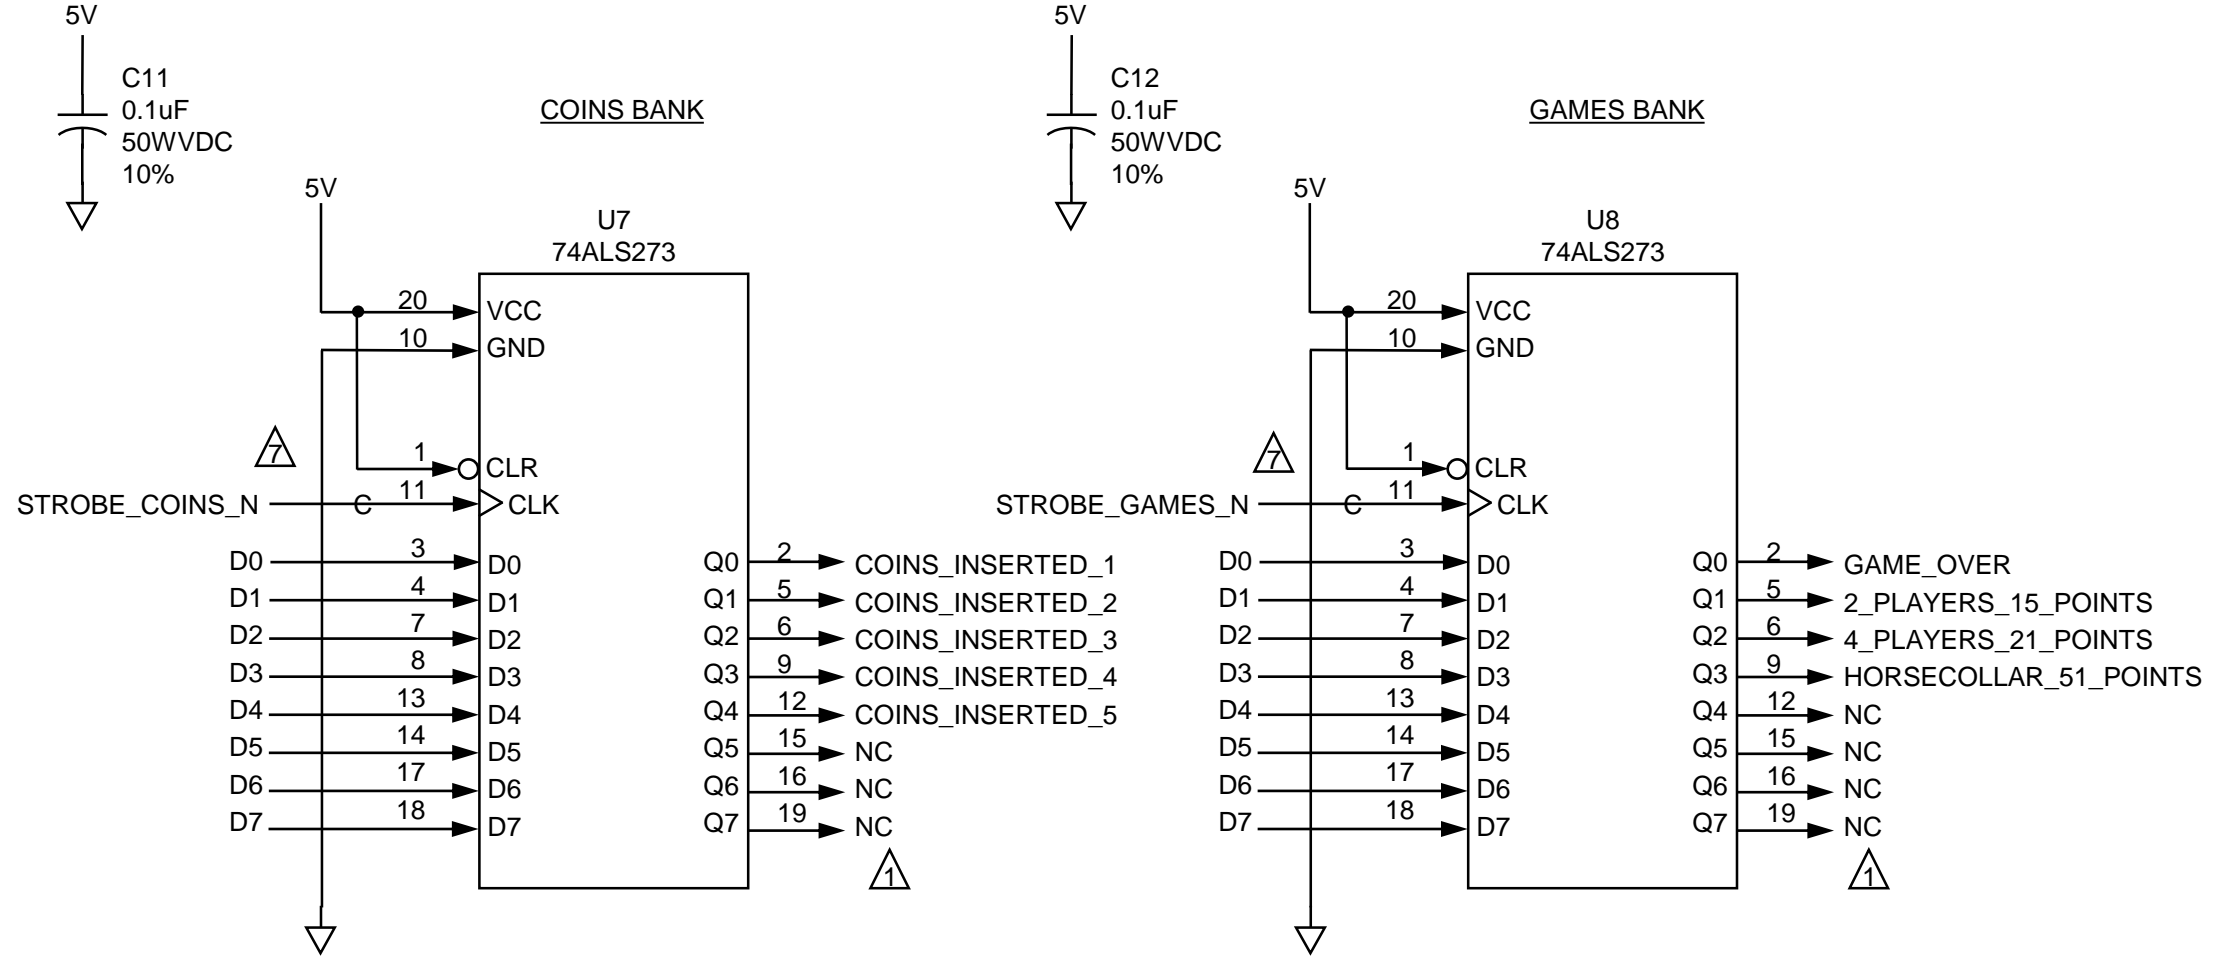 5V
C11
0.1uF
50WVDC
10%
COINS BANK
5V
U7
74ALS273
20
VCC
10
GND
7
1
CLR
STROBE_COINS_N
C
11
CLK
D0
3
D0
Q0
2
COINS_INSERTED_1
D1
4
D1
Q1
5
COINS_INSERTED_2
D2
7
D2
Q2
6
COINS_INSERTED_3
D3
8
D3
Q3
9
COINS_INSERTED_4
D4
13
D4
Q4
12
COINS_INSERTED_5
D5
14
D5
Q5
15
NC
D6
17
D6
Q6
16
NC
D7
18
D7
Q7
19
NC
1
5V
C12
0.1uF
50WVDC
10%
GAMES BANK
5V
U8
74ALS273
20
VCC
10
GND
7
1
CLR
STROBE_GAMES_N
C
11
CLK
D0
3
D0
Q0
2
GAME_OVER
D1
4
D1
Q1
5
2_PLAYERS_15_POINTS
D2
7
D2
Q2
6
4_PLAYERS_21_POINTS
D3
8
D3
Q3
9
HORSECOLLAR_51_POINTS
D4
13
D4
Q4
12
NC
D5
14
D5
Q5
15
NC
D6
17
D6
Q6
16
NC
D7
18
D7
Q7
19
NC
1